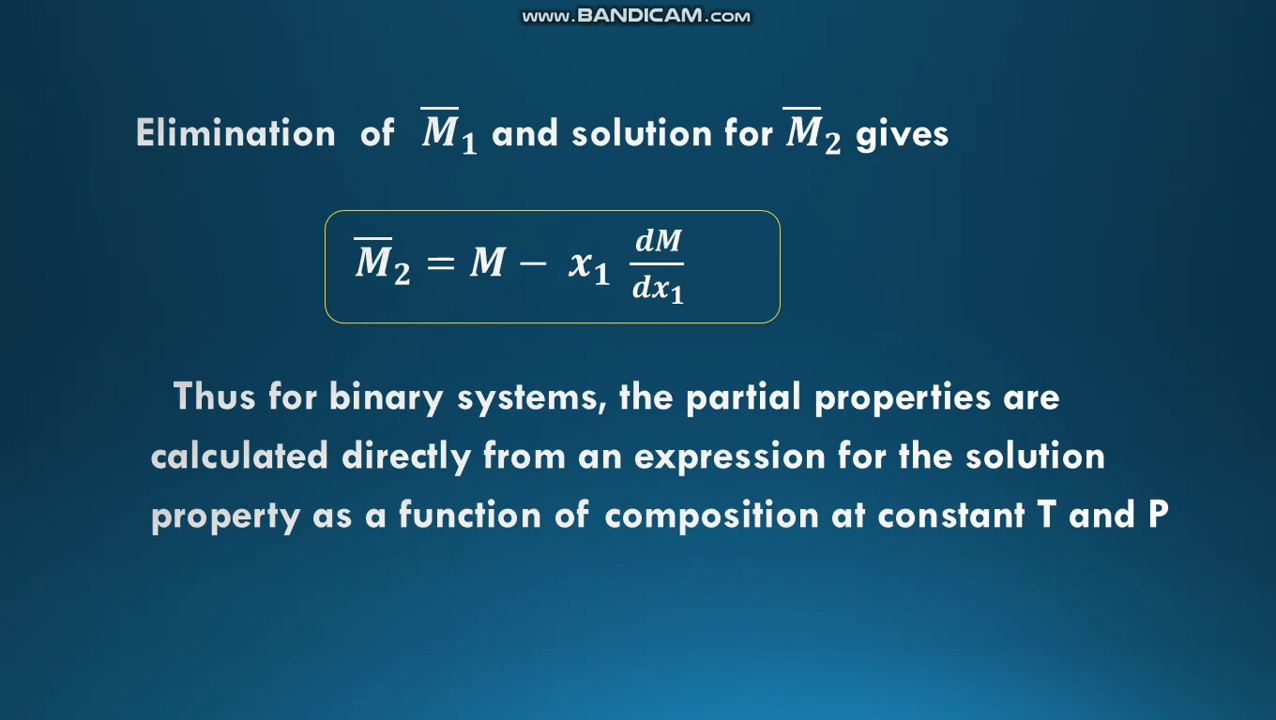 www.BANDICAM.com
Elimination of M̅₁ and solution for M̅₂ gives
M̅₂ = M − x₁ dM/dx₁
Thus for binary systems, the partial properties are
calculated directly from an expression for the solution
property as a function of composition at constant T and P